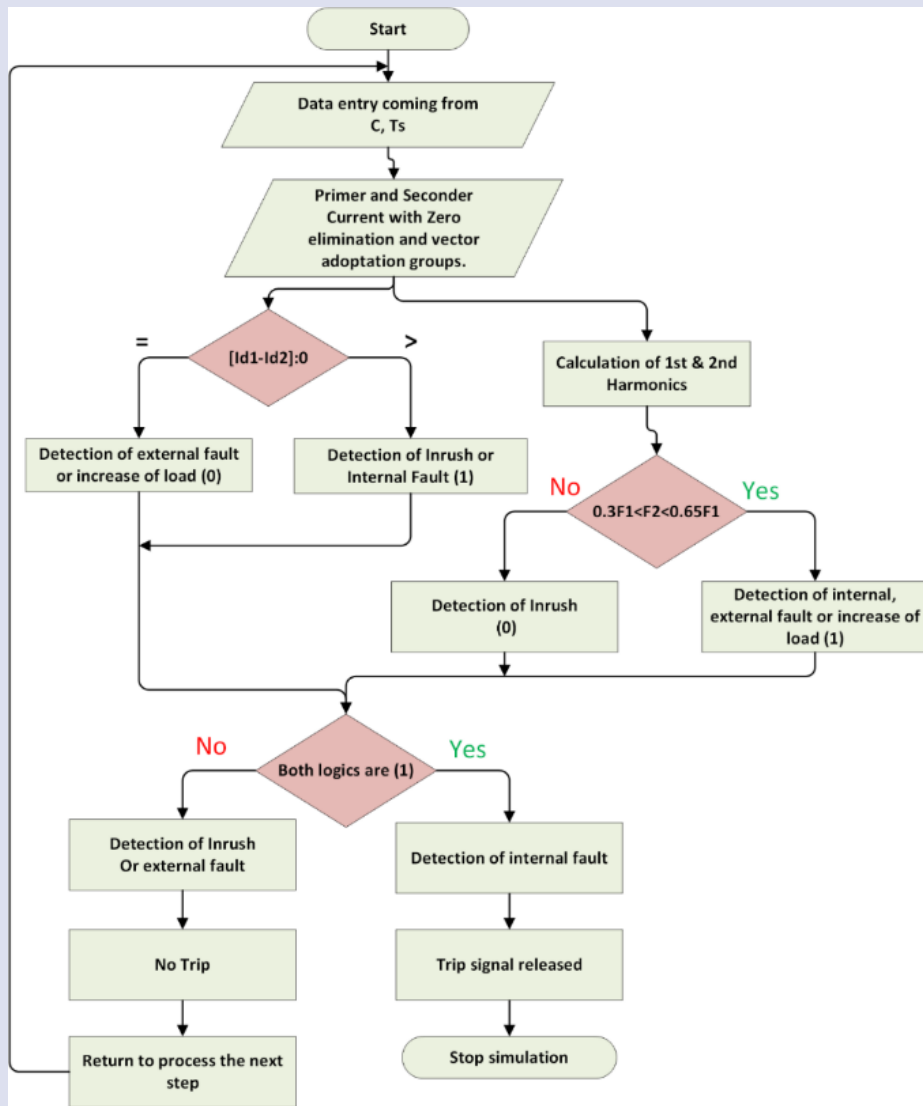 Start
Data entry coming from
C, Ts
Primer and Seconder
Current with Zero
elimination and vector
adoptation groups.
=
[Id1-Id2]:0
>
Calculation of 1st & 2nd
Harmonics
Detection of external fault
or increase of load (0)
Detection of Inrush or
Internal Fault (1)
No
0.3F1<F2<0.65F1
Yes
Detection of Inrush
(0)
Detection of internal,
external fault or increase of
load (1)
No
Both logics are (1)
Yes
Detection of Inrush
Or external fault
Detection of internal fault
No Trip
Trip signal released
Return to process the next
step
Stop simulation